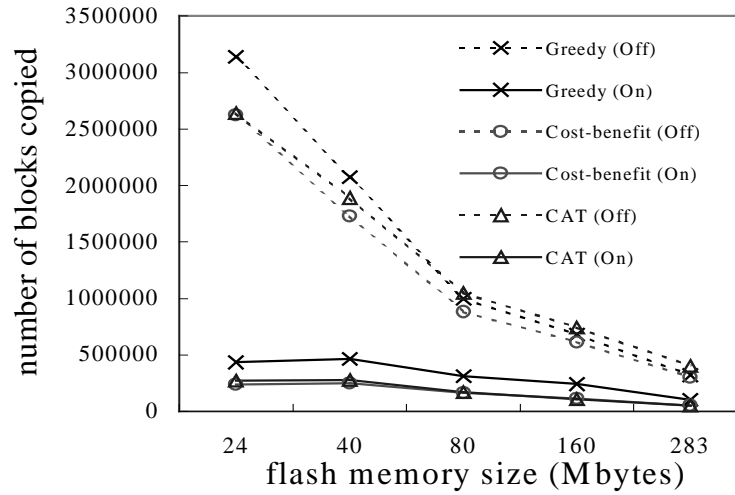 3500000
3000000
2500000
2000000
1500000
1000000
500000
0
number of blocks copied
Greedy (Off)
Greedy (On)
Cost-benefit (Off)
Cost-benefit (On)
CAT (Off)
CAT (On)
24 40 80 160 283
flash memory size (Mbytes)